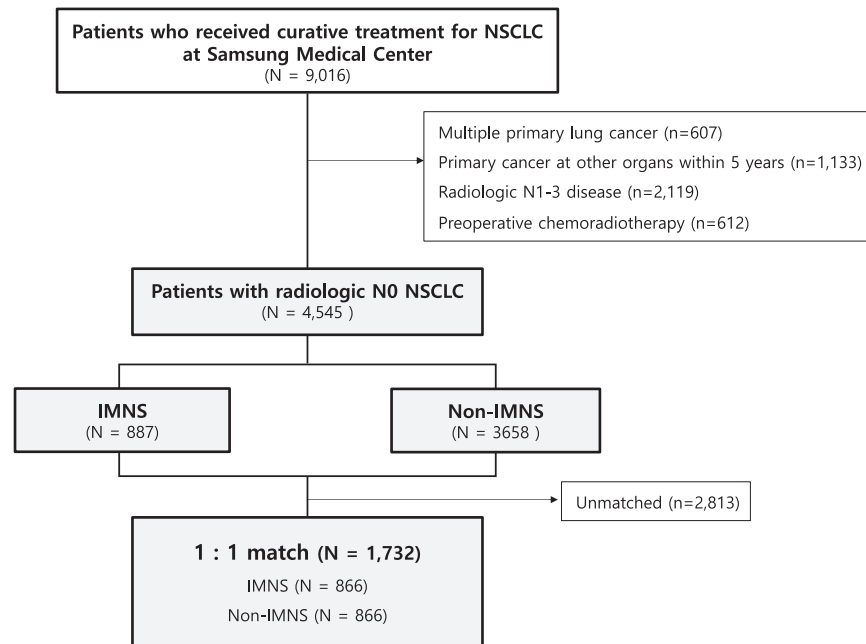 Patients who received curative treatment for NSCLC
at Samsung Medical Center
(N = 9,016)
Multiple primary lung cancer (n=607)
Primary cancer at other organs within 5 years (n=1,133)
Radiologic N1-3 disease (n=2,119)
Preoperative chemoradiotherapy (n=612)
Patients with radiologic N0 NSCLC
(N = 4,545 )
IMNS
(N = 887)
Non-IMNS
(N = 3658 )
Unmatched (n=2,813)
1 : 1 match (N = 1,732)
IMNS (N = 866)
Non-IMNS (N = 866)